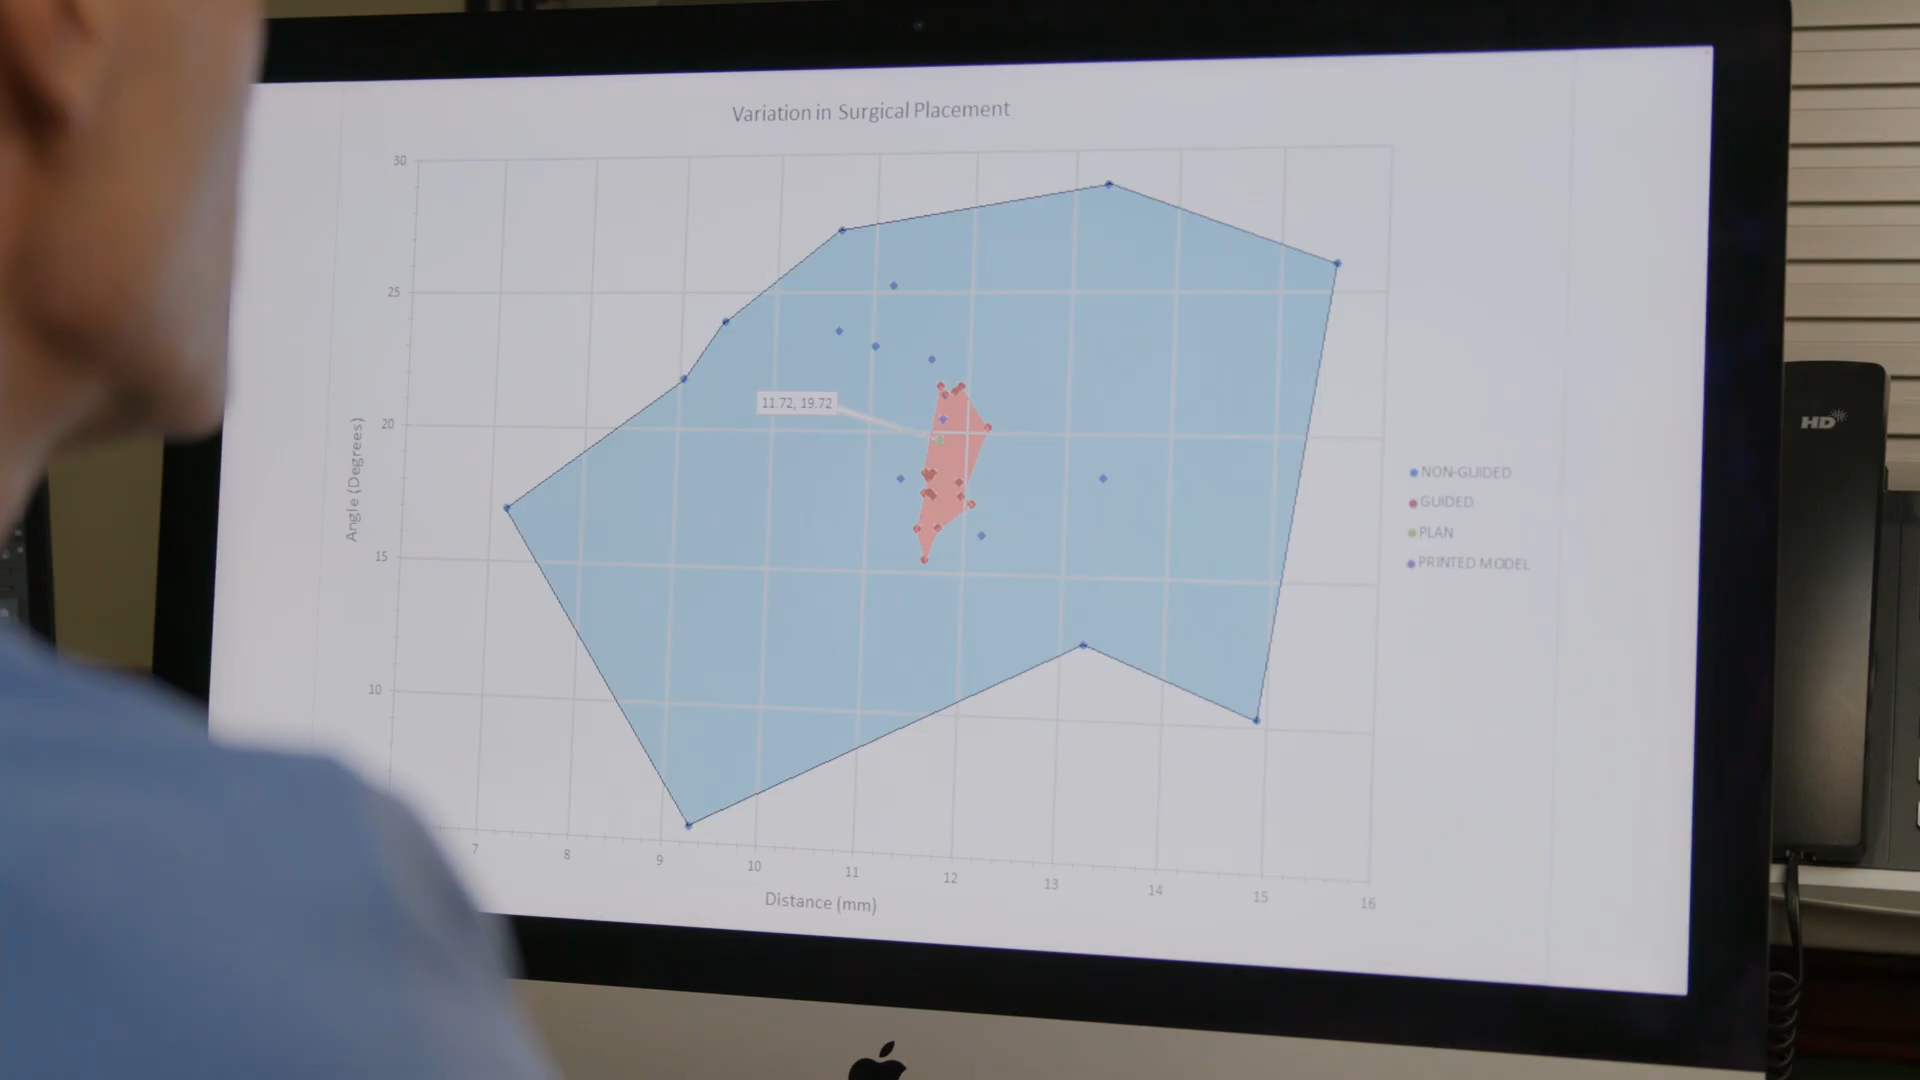 Variation in Surgical Placement
30
25
20
15
10
Angle (Degrees)
11.72, 19.72
7
8
9
10
11
12
13
14
15
16
Distance (mm)
NON-GUIDED
GUIDED
PLAN
PRINTED MODEL
HD